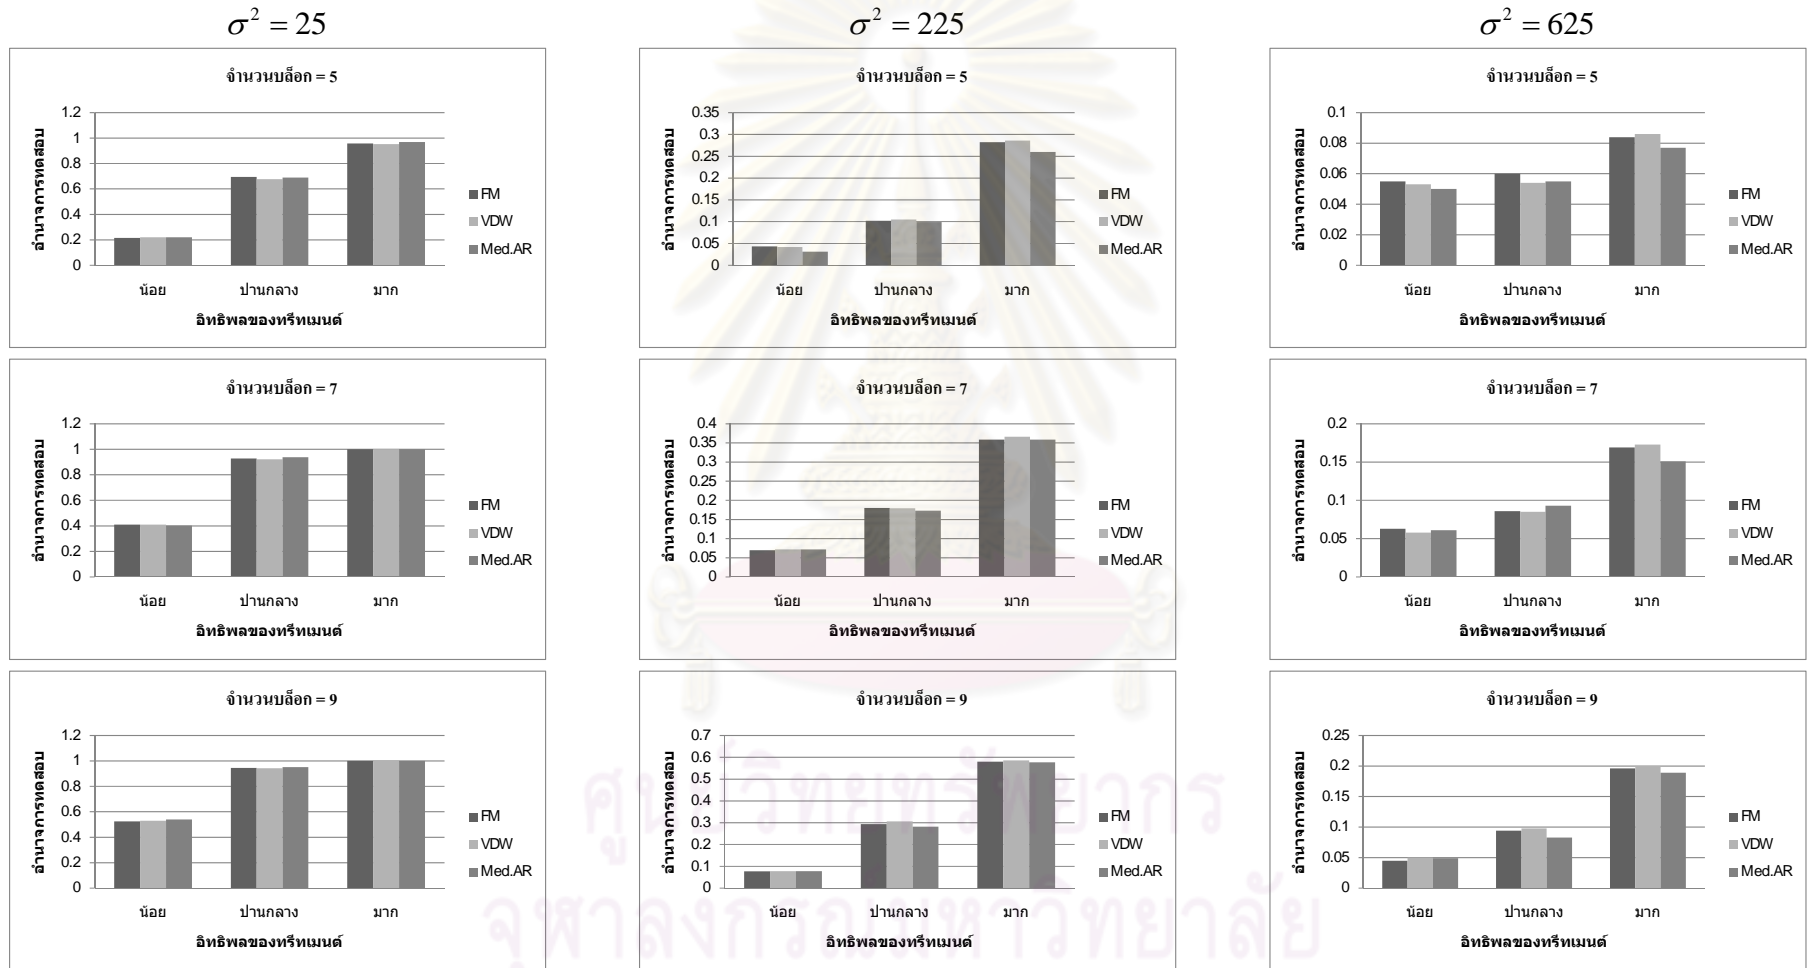 σ² = 25
σ² = 225
σ² = 625
จำนวนบล็อก = 5
อำนาจการทดสอบ
1.2
1
0.8
0.6
0.4
0.2
0
น้อย ปานกลาง มาก
อิทธิพลของทรีทเมนต์
FM
VDW
Med.AR
จำนวนบล็อก = 5
อำนาจการทดสอบ
0.35
0.3
0.25
0.2
0.15
0.1
0.05
0
น้อย ปานกลาง มาก
อิทธิพลของทรีทเมนต์
FM
VDW
Med.AR
จำนวนบล็อก = 5
อำนาจการทดสอบ
0.1
0.08
0.06
0.04
0.02
0
น้อย ปานกลาง มาก
อิทธิพลของทรีทเมนต์
FM
VDW
Med.AR
จำนวนบล็อก = 7
อำนาจการทดสอบ
1.2
1
0.8
0.6
0.4
0.2
0
น้อย ปานกลาง มาก
อิทธิพลของทรีทเมนต์
FM
VDW
Med.AR
จำนวนบล็อก = 7
อำนาจการทดสอบ
0.4
0.35
0.3
0.25
0.2
0.15
0.1
0.05
0
น้อย ปานกลาง มาก
อิทธิพลของทรีทเมนต์
FM
VDW
Med.AR
จำนวนบล็อก = 7
อำนาจการทดสอบ
0.2
0.15
0.1
0.05
0
น้อย ปานกลาง มาก
อิทธิพลของทรีทเมนต์
FM
VDW
Med.AR
จำนวนบล็อก = 9
อำนาจการทดสอบ
1.2
1
0.8
0.6
0.4
0.2
0
น้อย ปานกลาง มาก
อิทธิพลของทรีทเมนต์
FM
VDW
Med.AR
จำนวนบล็อก = 9
อำนาจการทดสอบ
0.7
0.6
0.5
0.4
0.3
0.2
0.1
0
น้อย ปานกลาง มาก
อิทธิพลของทรีทเมนต์
FM
VDW
Med.AR
จำนวนบล็อก = 9
อำนาจการทดสอบ
0.25
0.2
0.15
0.1
0.05
0
น้อย ปานกลาง มาก
อิทธิพลของทรีทเมนต์
FM
VDW
Med.AR
ศูนย์วิทยทรัพยากร
จุฬาลงกรณ์มหาวิทยาลัย